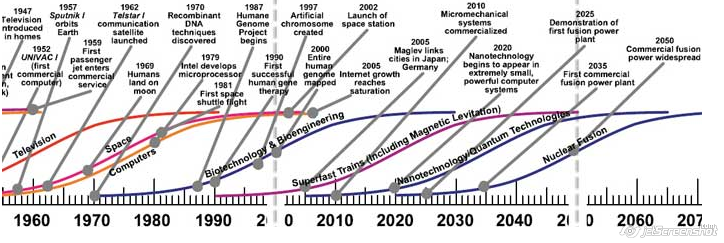 1947
Television
introduced
in homes
1957
Sputnik I
orbits
Earth
1962
Telstar I
communication
satellite
launched
1970
Recombinant
DNA
techniques
discovered
1987
Humane
Genome
Project
begins
1997
Artificial
chromosome
created
2002
Launch of
space station
2010
Micromechanical
systems
commercialized
2025
Demonstration of
first fusion power
plant
1952
UNIVAC I
(first
commercial
computer)
1959
First
passenger
jet enters
commercial
service
1969
Humans
land on
moon
1979
Intel develops
microprocessor
1981
First space
shuttle flight
1990
First
successful
human gene
therapy
2000
Entire
human
genome
mapped
2005
Internet growth
reaches
saturation
2005
Maglev links
cities in Japan;
Germany
2020
Nanotechnology
begins to appear in
extremely small,
powerful computer
systems
2035
First commercial
fusion power plant
2050
Commercial fusion
power widespread
Television
Space
Computers
Biotechnology & Bioengineering
Superfast Trains (Including Magnetic Levitation)
Nanotechnology/Quantum Technologies
Nuclear Fusion
1960 1970 1980 1990 2( 0 2010 2020 2030 2040 2( 0 2060 207
jetScreenshot